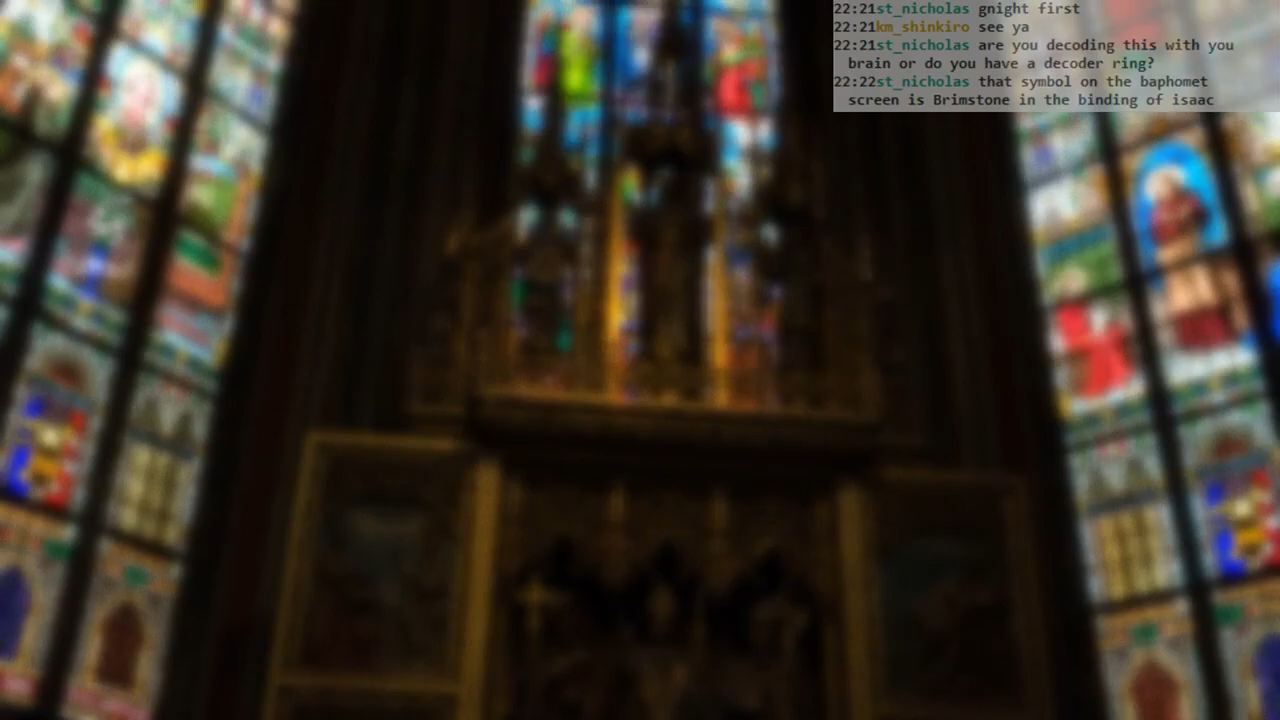 22:21st_nicholas gnight first
22:21km_shinkiro see ya
22:21st_nicholas are you decoding this with you
brain or do you have a decoder ring?
22:22st_nicholas that symbol on the baphomet
screen is Brimstone in the binding of isaac